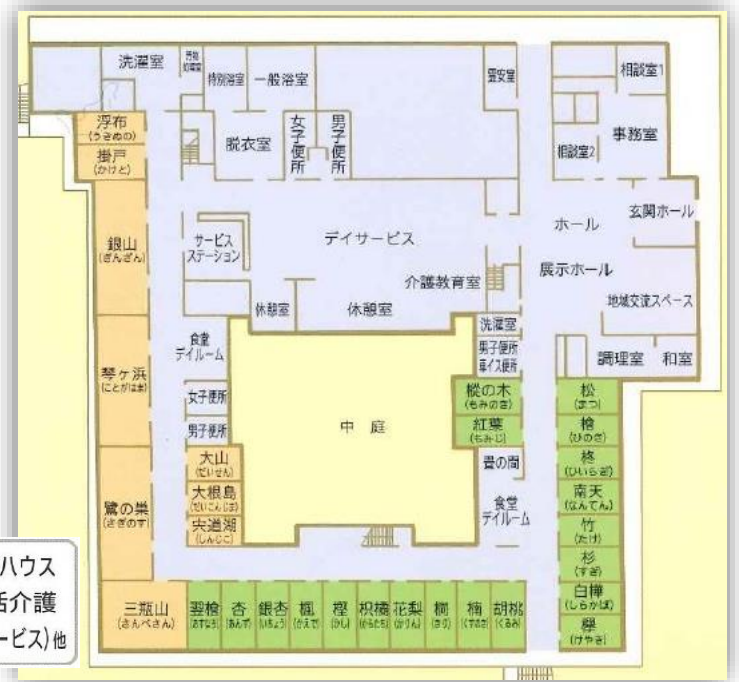 洗濯室
特別浴室
一般浴室
霊安室
相談室1
浮布
(うきぬの)
掛戸
(かけと)
脱衣室
女子便所
男子便所
相談室2
事務室
銀山
(ぎんざん)
サービス
ステーション
デイサービス
ホール
玄関ホール
介護教育室
展示ホール
休憩室
休憩室
地域交流スペース
琴ヶ浜
(ことがはま)
食堂
デイルーム
洗濯室
男子便所
車イス便所
調理室
和室
女子便所
男子便所
中庭
樅の木
(もみのき)
紅葉
(もみじ)
松
(まつ)
檜
(ひのき)
大山
(だいせん)
大根島
(だいこんじま)
宍道湖
(しんじこ)
畳の間
食堂
デイルーム
柊
(ひいらぎ)
南天
(なんてん)
竹
(たけ)
杉
(すぎ)
白樺
(しらかば)
欅
(けやき)
鷺の巣
(さぎのす)
三瓶山
(さんべさん)
翌檜
(あすなろ)
杏
(あんず)
銀杏
(いちょう)
楓
(かえで)
樫
(かし)
枳橘
(からたち)
花梨
(かりん)
桐
(きり)
楠
(くすのき)
胡桃
(くるみ)
ハウス
活介護
ービス)他